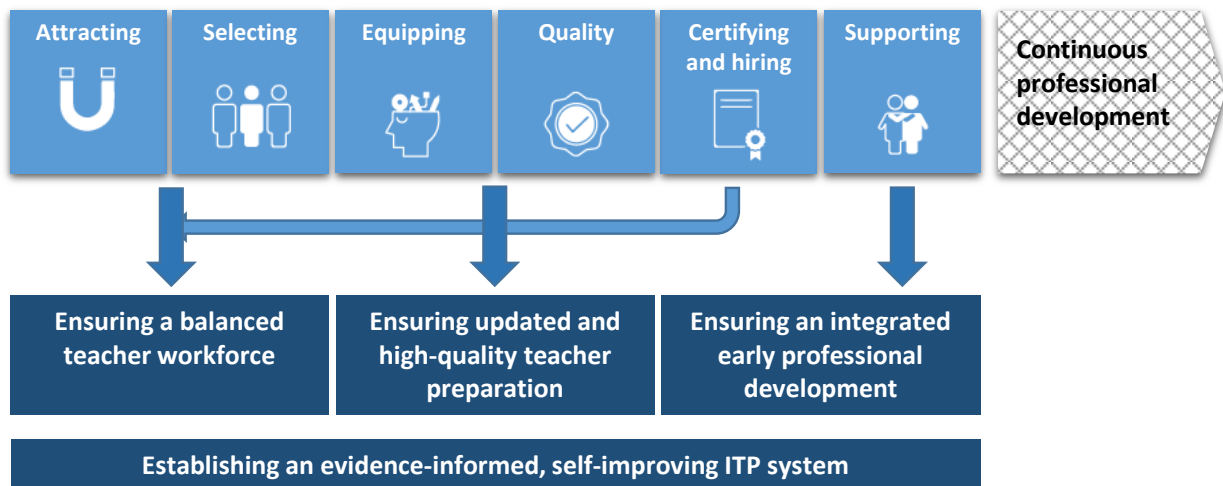 Attracting
Selecting
Equipping
Quality
Certifying
and hiring
Supporting
Continuous
professional
development
Ensuring a balanced
teacher workforce
Ensuring updated and
high-quality teacher
preparation
Ensuring an integrated
early professional
development
Establishing an evidence-informed, self-improving ITP system